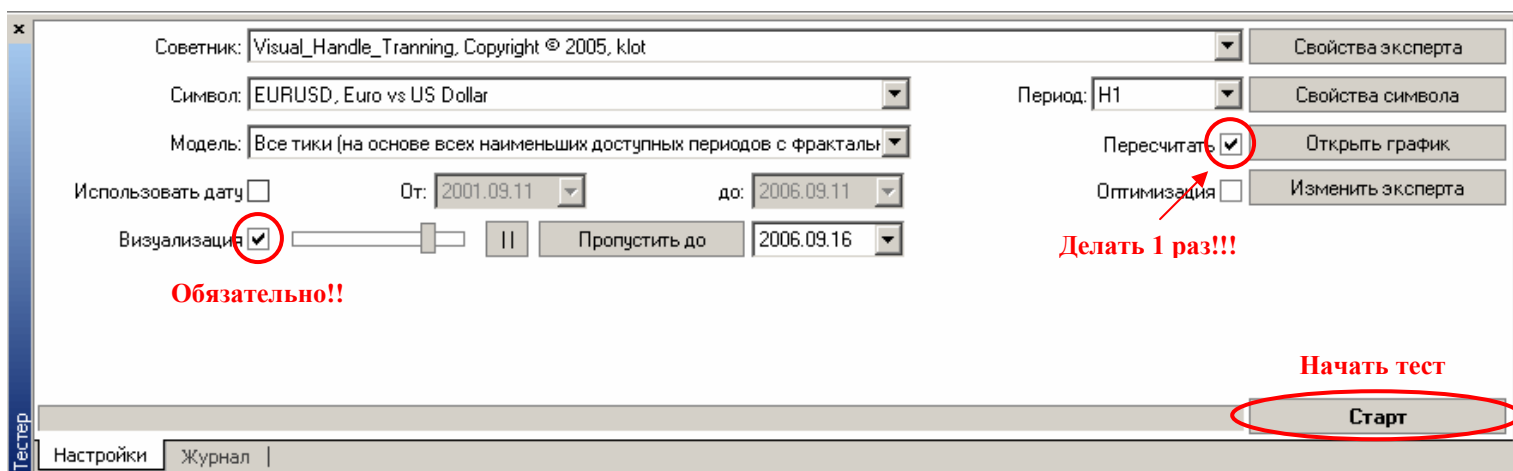 Советник: Visual_Handle_Tranning, Copyright © 2005, klot Свойства эксперта
Символ: EURUSD, Euro vs US Dollar Период: H1 Свойства символа
Модель: Все тики (на основе всех наименьших доступных периодов с фракталы Пересчитать Открыть график
Использовать дату От: 2001.09.11 до: 2006.09.11 Оптимизация Изменить эксперта
Визуализация Пропустить до 2006.09.16
Делать 1 раз!!!
Обязательно!!
Начать тест
Старт
Тестер
Настройки Журнал